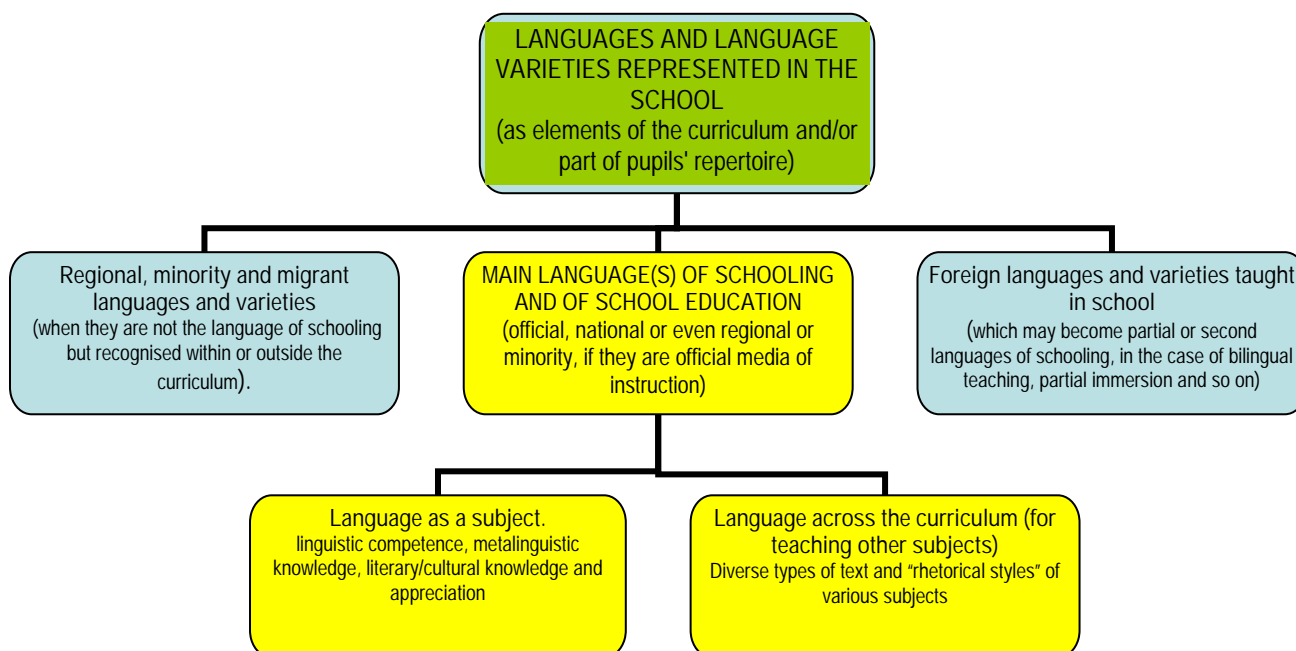 LANGUAGES AND LANGUAGE
VARIETIES REPRESENTED IN THE
SCHOOL
(as elements of the curriculum and/or
part of pupils' repertoire)
Regional, minority and migrant
languages and varieties
(when they are not the language of schooling
but recognised within or outside the
curriculum).
MAIN LANGUAGE(S) OF SCHOOLING
AND OF SCHOOL EDUCATION
(official, national or even regional or
minority, if they are official media of
instruction)
Foreign languages and varieties taught
in school
(which may become partial or second
languages of schooling, in the case of bilingual
teaching, partial immersion and so on)
Language as a subject.
linguistic competence, metalinguistic
knowledge, literary/cultural knowledge and
appreciation
Language across the curriculum (for
teaching other subjects)
Diverse types of text and “rhetorical styles” of
various subjects